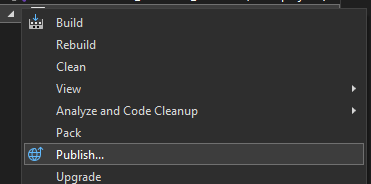 Build
Rebuild
Clean
View
Analyze and Code Cleanup
Pack
Publish...
Upgrade